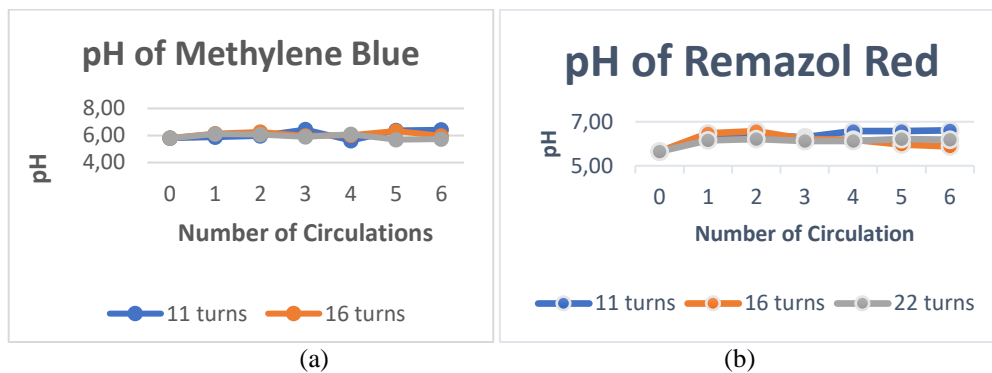 pH of Methylene Blue
8,00
6,00
4,00
pH
0 1 2 3 4 5 6
Number of Circulations
11 turns 16 turns
(a)
pH of Remazol Red
7,00
5,00
pH
0 1 2 3 4 5 6
Number of Circulation
11 turns 16 turns 22 turns
(b)